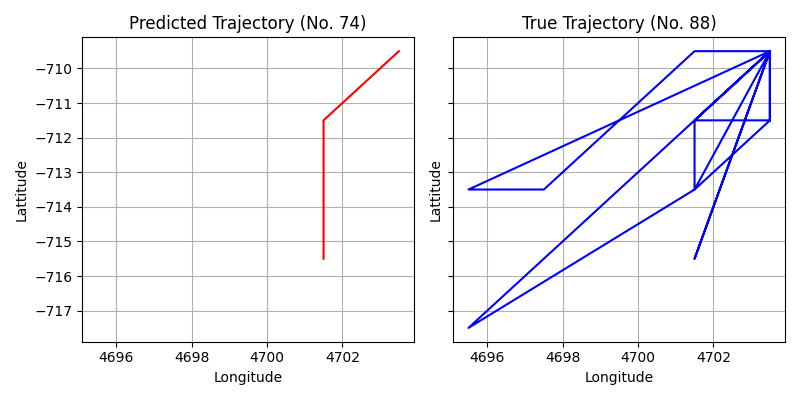 Predicted Trajectory (No. 74)
True Trajectory (No. 88)
−710
−711
−712
−713
−714
−715
−716
−717
Lattitude
Lattitude
4696 4698 4700 4702
4696 4698 4700 4702
Longitude
Longitude